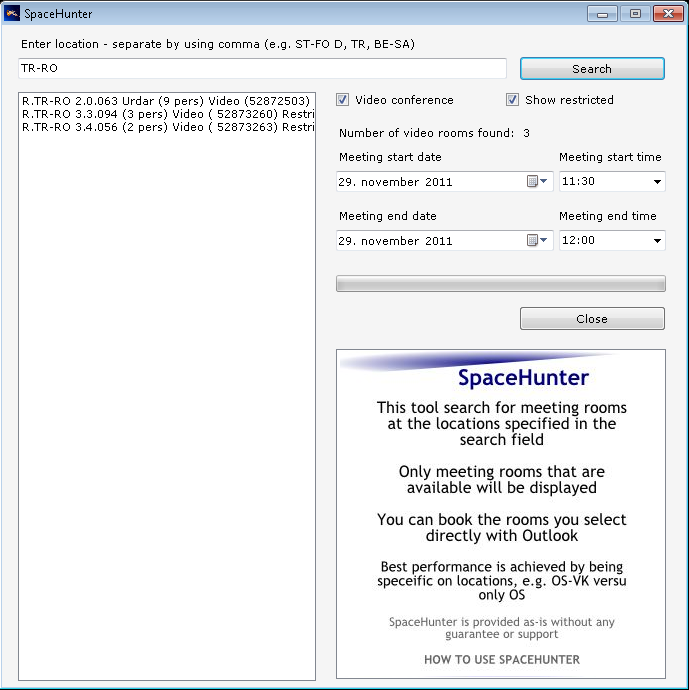 SpaceHunter
Enter location - separate by using comma (e.g. ST-FO D, TR, BE-SA)
TR-RO
Search
R.TR-RO 2.0.063 Urdar (9 pers) Video (52872503)
R.TR-RO 3.3.094 (3 pers) Video ( 52873260) Restri
R.TR-RO 3.4.056 (2 pers) Video ( 52873263) Restri
Video conference
Show restricted
Number of video rooms found: 3
Meeting start date
Meeting start time
29. november 2011
11:30
Meeting end date
Meeting end time
29. november 2011
12:00
Close
SpaceHunter
This tool search for meeting rooms
at the locations specified in the
search field
Only meeting rooms that are
available will be displayed
You can book the rooms you select
directly with Outlook
Best performance is achieved by being
speceific on locations, e.g. OS-VK versu
only OS
SpaceHunter is provided as-is without any
guarantee or support
HOW TO USE SPACEHUNTER